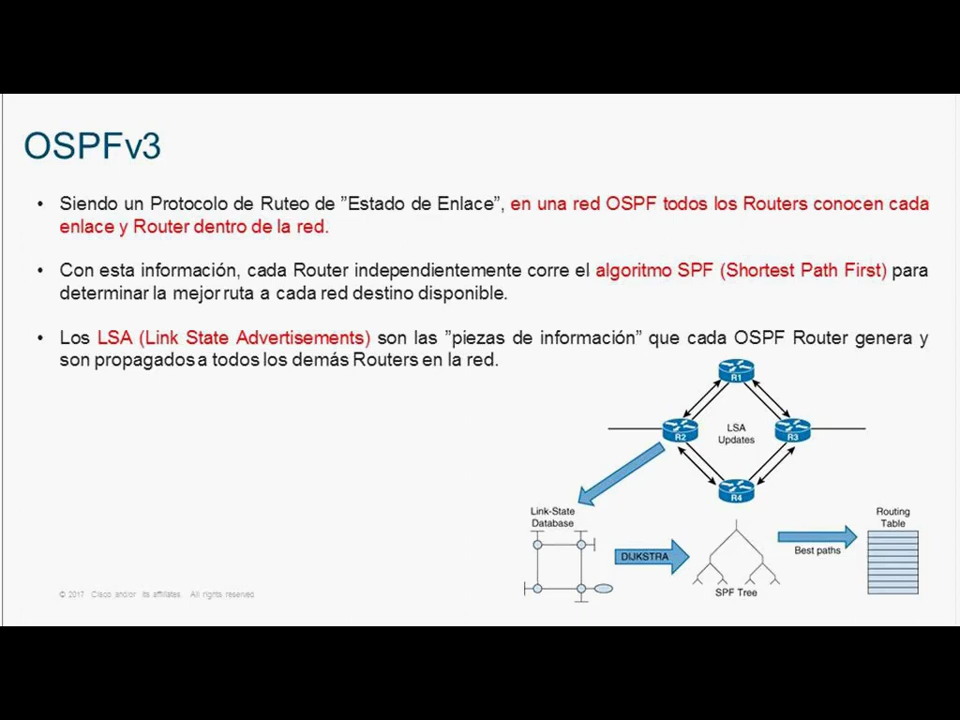 OSPFv3
• Siendo un Protocolo de Ruteo de ”Estado de Enlace”, en una red OSPF todos los Routers conocen cada
enlace y Router dentro de la red.
• Con esta información, cada Router independientemente corre el algoritmo SPF (Shortest Path First) para
determinar la mejor ruta a cada red destino disponible.
• Los LSA (Link State Advertisements) son las ”piezas de información” que cada OSPF Router genera y
son propagados a todos los demás Routers en la red.
R1
R2
LSA
Updates
R3
R4
Link-State
Database
DIJKSTRA
SPF Tree
Best paths
Routing
Table
© 2017 Cisco and/or its affiliates. All rights reserved.